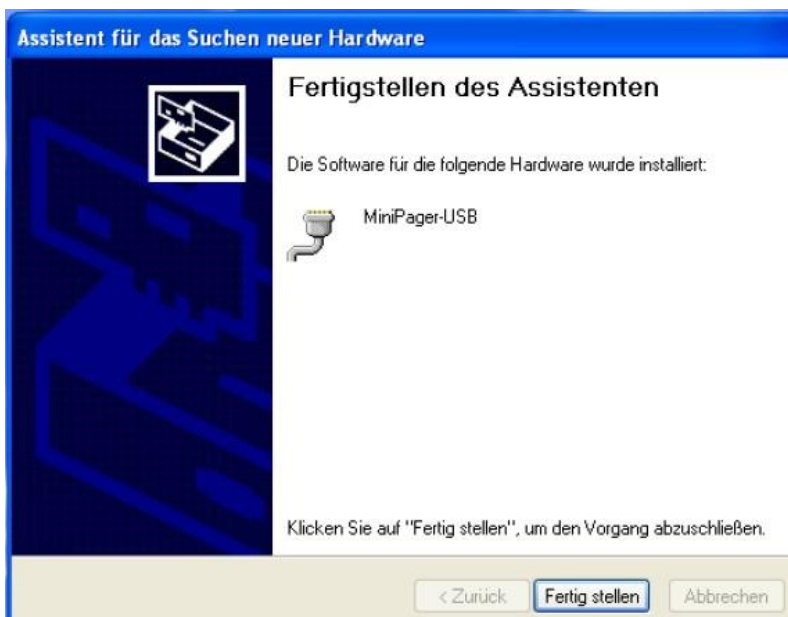 Assistent für das Suchen neuer Hardware
Fertigstellen des Assistenten
Die Software für die folgende Hardware wurde installiert:
MiniPager-USB
Klicken Sie auf "Fertig stellen", um den Vorgang abzuschließen.
< Zurück
Fertig stellen
Abbrechen